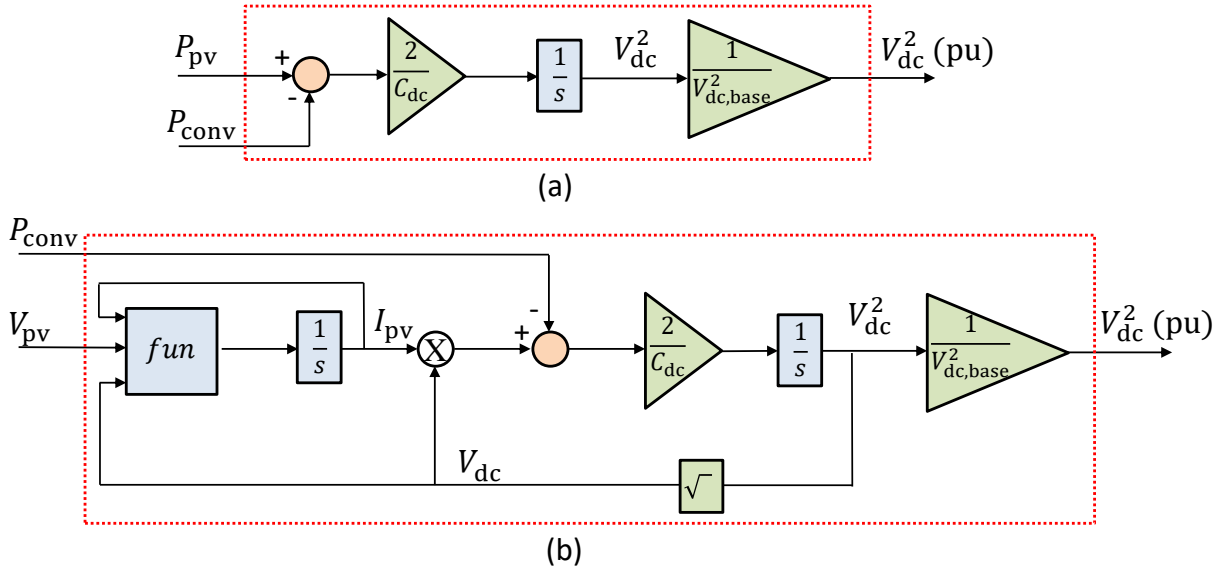 P_pv
+
-
P_conv
2
C_dc
1
s
V_dc^2
1
V_dc,base^2
V_dc^2 (pu)
(a)
P_conv
V_pv
fun
1
s
I_pv
X
+
-
2
C_dc
1
s
V_dc^2
1
V_dc,base^2
V_dc^2 (pu)
V_dc
√
(b)